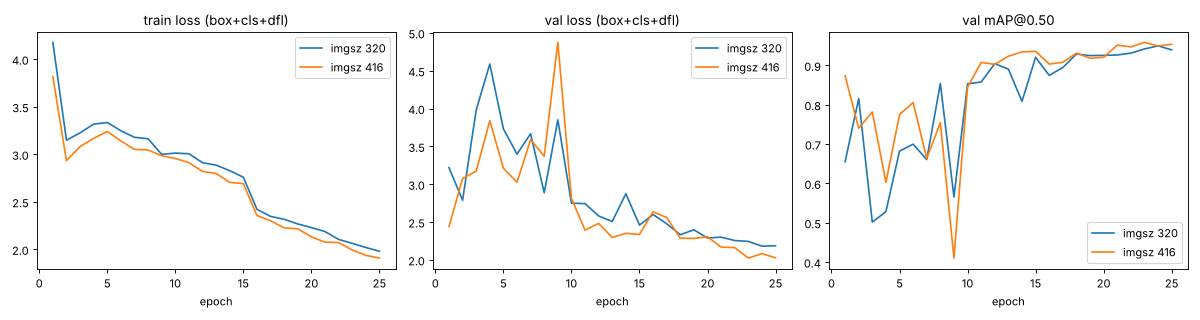 train loss (box+cls+dfl)
imgsz 320
imgsz 416
4.0
3.5
3.0
2.5
2.0
0 5 10 15 20 25
epoch
val loss (box+cls+dfl)
imgsz 320
imgsz 416
5.0
4.5
4.0
3.5
3.0
2.5
2.0
0 5 10 15 20 25
epoch
val mAP@0.50
0.9
0.8
0.7
0.6
0.5
0.4
imgsz 320
imgsz 416
0 5 10 15 20 25
epoch